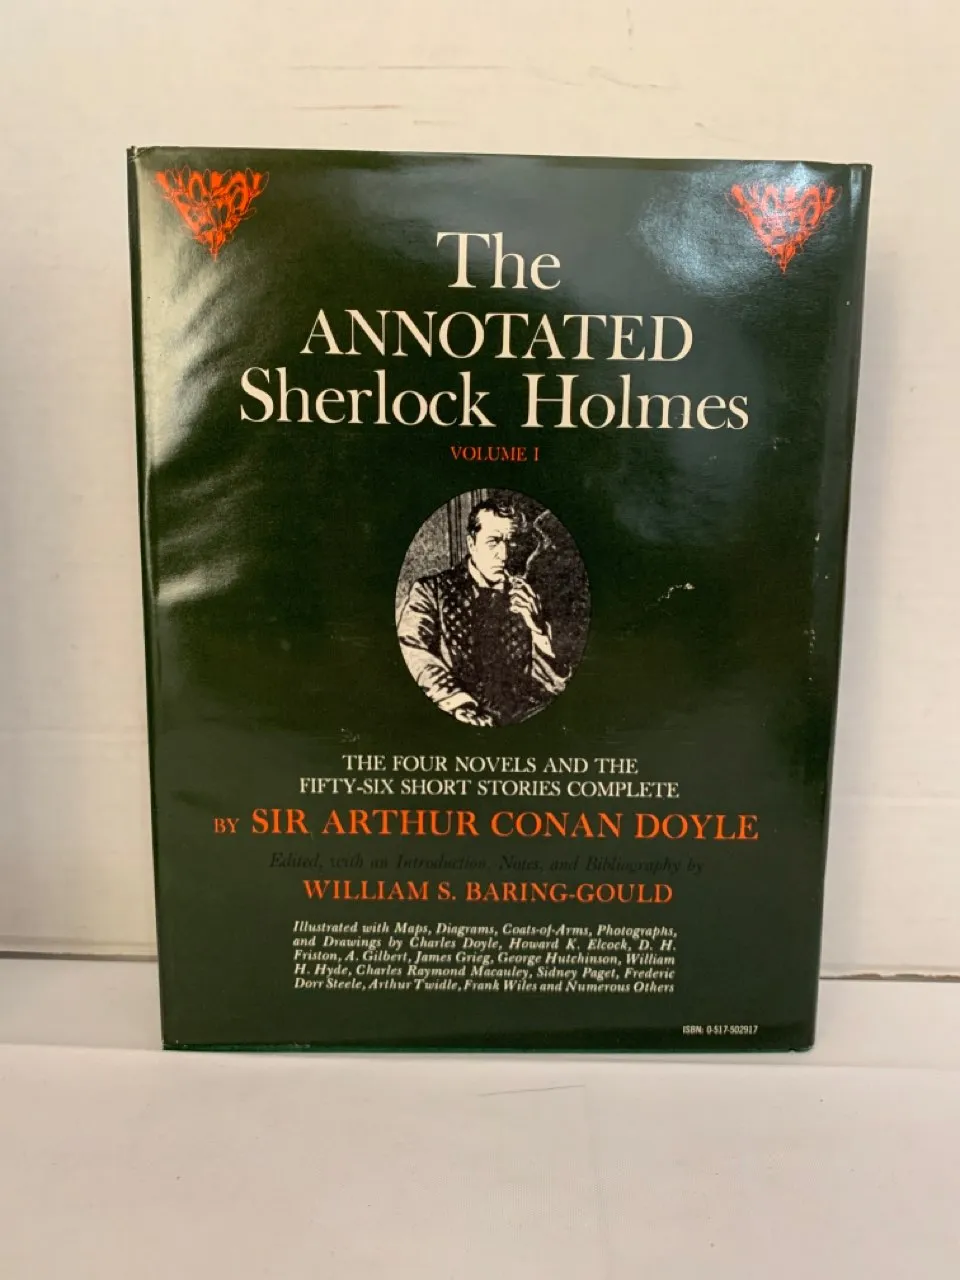 The
ANNOTATED
Sherlock Holmes
VOLUME I
THE FOUR NOVELS AND THE
FIFTY-SIX SHORT STORIES COMPLETE
BY SIR ARTHUR CONAN DOYLE
Edited, with an Introduction, Notes, and Bibliography by
WILLIAM S. BARING-GOULD
Illustrated with Maps, Diagrams, Coats-of-Arms, Photographs,
and Drawings by Charles Doyle, Howard K. Elcock, D. H.
Friston, A. Gilbert, James Grieg, George Hutchinson, William
H. Hyde, Charles Raymond Macauley, Sidney Paget, Frederic
Dorr Steele, Arthur Twidle, Frank Wiles and Numerous Others
ISBN: 0-517-502917